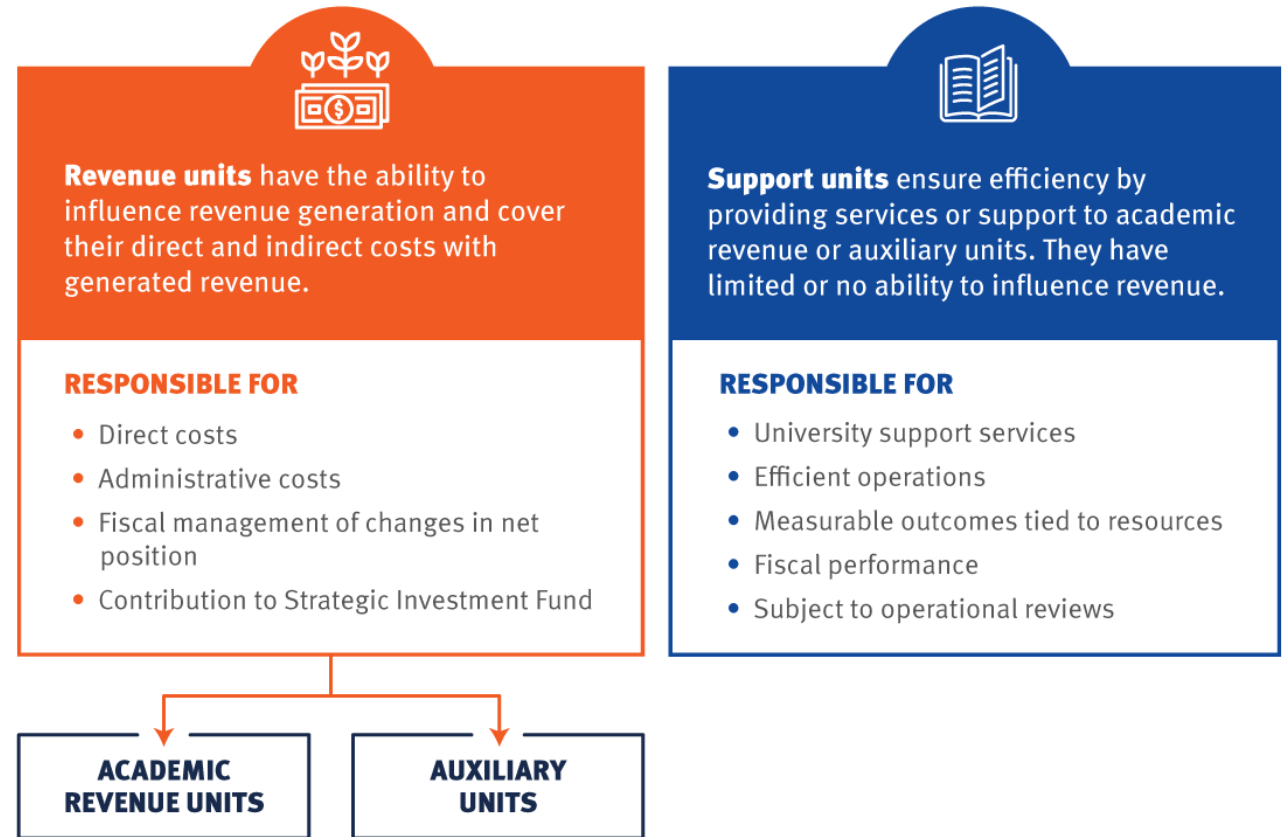 Revenue units have the ability to
influence revenue generation and cover
their direct and indirect costs with
generated revenue.
RESPONSIBLE FOR
• Direct costs
• Administrative costs
• Fiscal management of changes in net
position
• Contribution to Strategic Investment Fund
ACADEMIC
REVENUE UNITS
AUXILIARY
UNITS
Support units ensure efficiency by
providing services or support to academic
revenue or auxiliary units. They have
limited or no ability to influence revenue.
RESPONSIBLE FOR
• University support services
• Efficient operations
• Measurable outcomes tied to resources
• Fiscal performance
• Subject to operational reviews